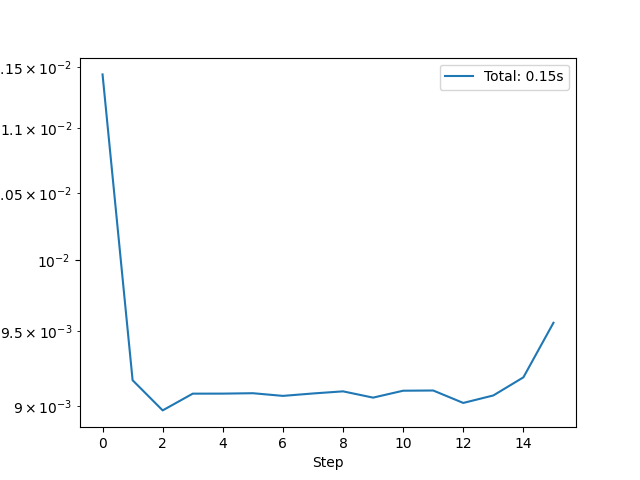 .15 × 10⁻²
1.1 × 10⁻²
.05 × 10⁻²
10⁻²
9.5 × 10⁻³
9 × 10⁻³
Total: 0.15s
0 2 4 6 8 10 12 14
Step